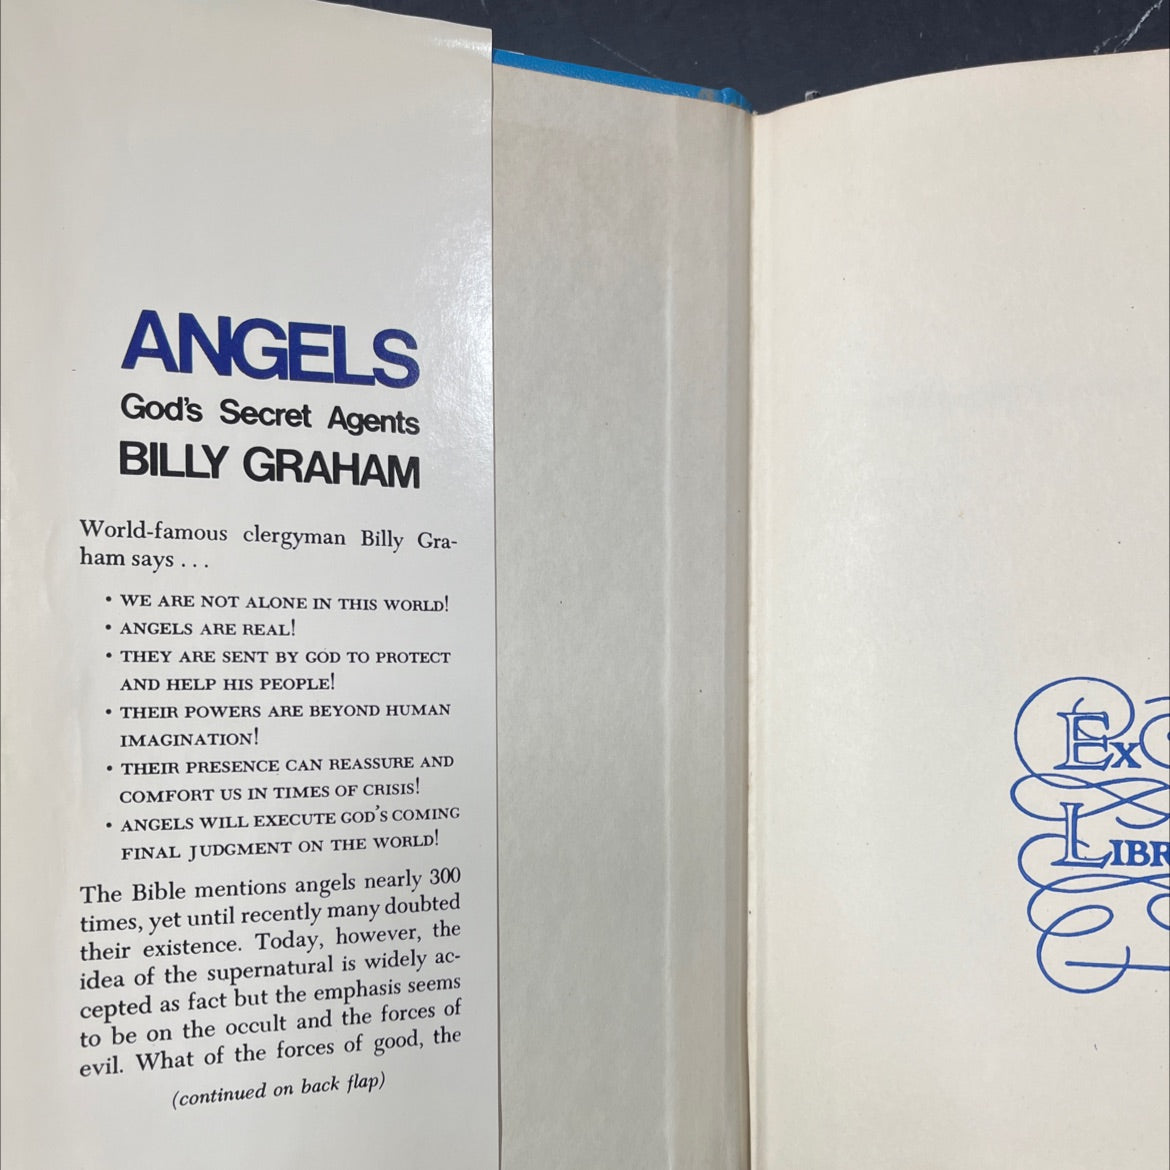 ANGELS
God's Secret Agents
BILLY GRAHAM
World-famous clergyman Billy Gra-
ham says . . .
• WE ARE NOT ALONE IN THIS WORLD!
• ANGELS ARE REAL!
• THEY ARE SENT BY GOD TO PROTECT
AND HELP HIS PEOPLE!
• THEIR POWERS ARE BEYOND HUMAN
IMAGINATION!
• THEIR PRESENCE CAN REASSURE AND
COMFORT US IN TIMES OF CRISIS!
• ANGELS WILL EXECUTE GOD'S COMING
FINAL JUDGMENT ON THE WORLD!
The Bible mentions angels nearly 300
times, yet until recently many doubted
their existence. Today, however, the
idea of the supernatural is widely ac-
cepted as fact but the emphasis seems
to be on the occult and the forces of
evil. What of the forces of good, the
(continued on back flap)
Ex
LIBR